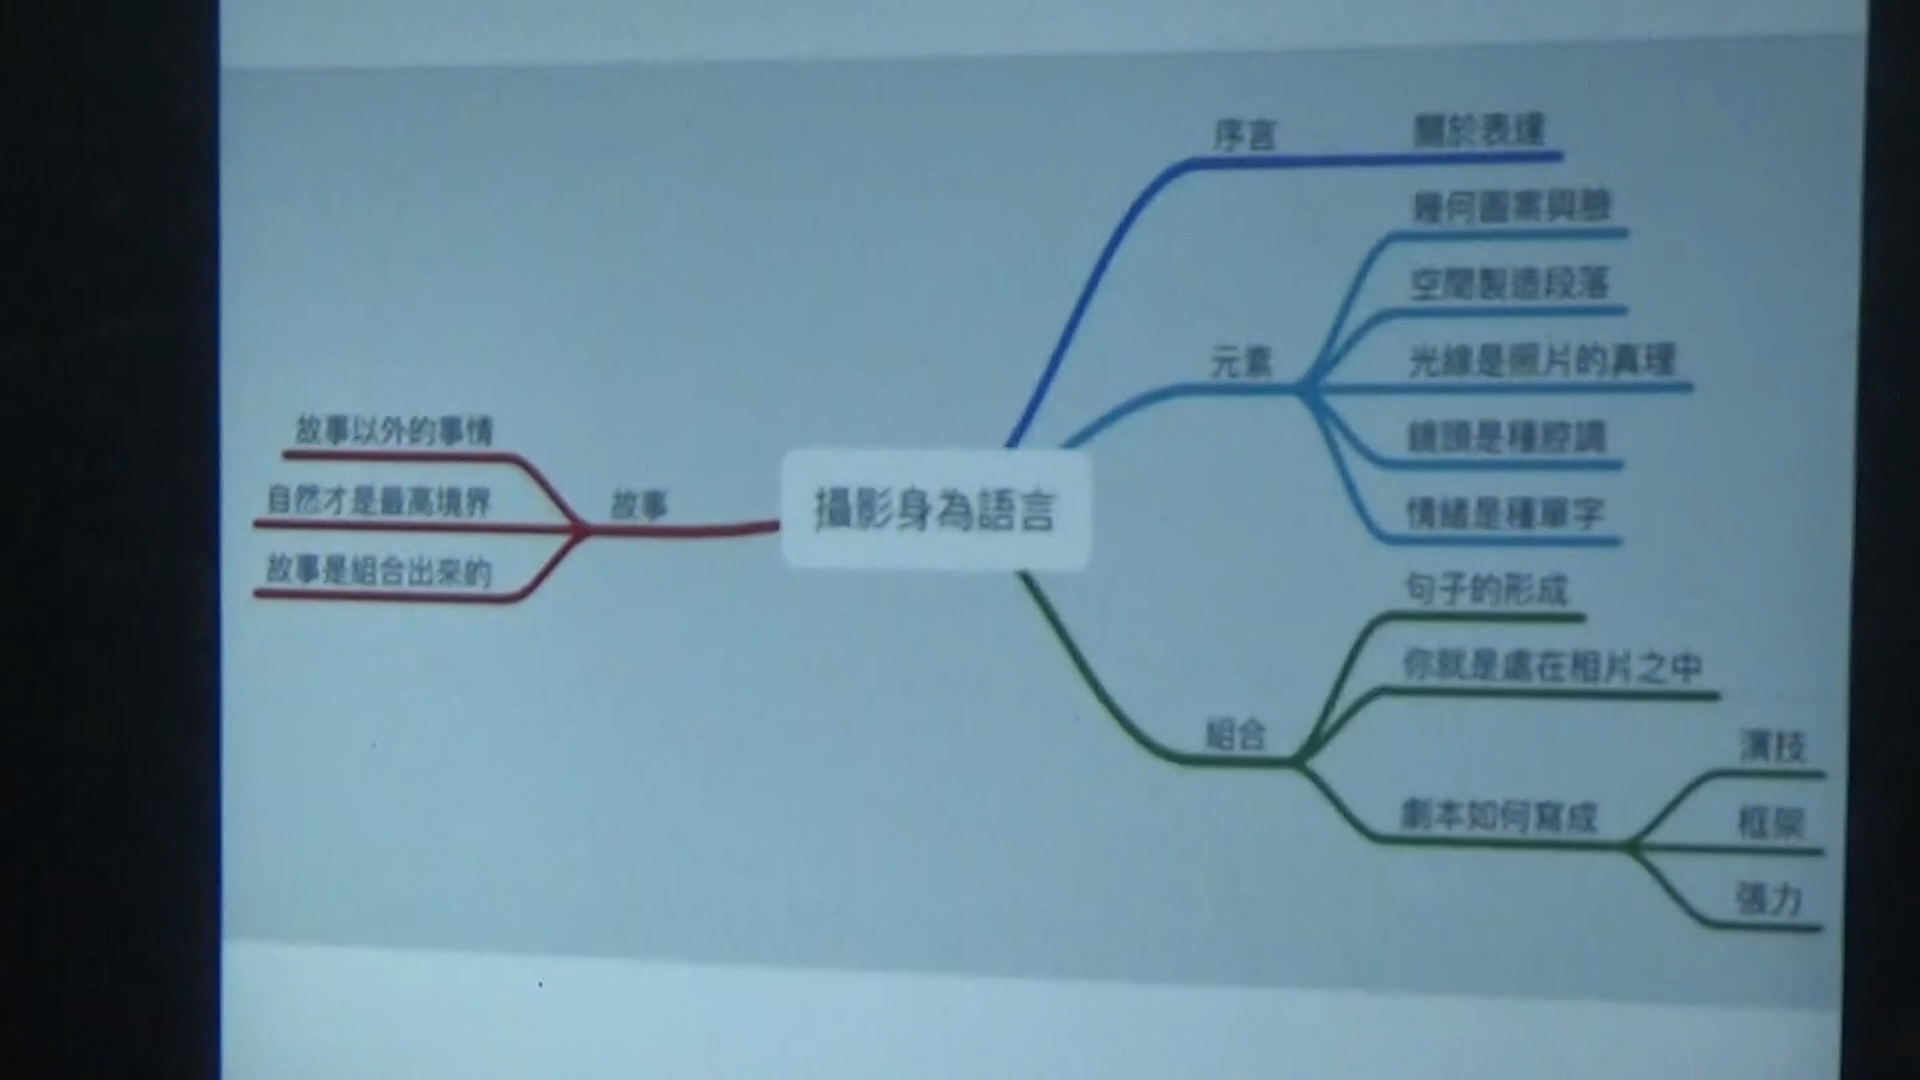 攝影身為語言
序言
關於表達
元素
幾何圖案與臉
空間製造段落
光線是照片的真理
鏡頭是種腔調
情緒是種單字
組合
句子的形成
你就是處在相片之中
劇本如何寫成
演技
框架
張力
故事
故事以外的事情
自然才是最高境界
故事是組合出來的